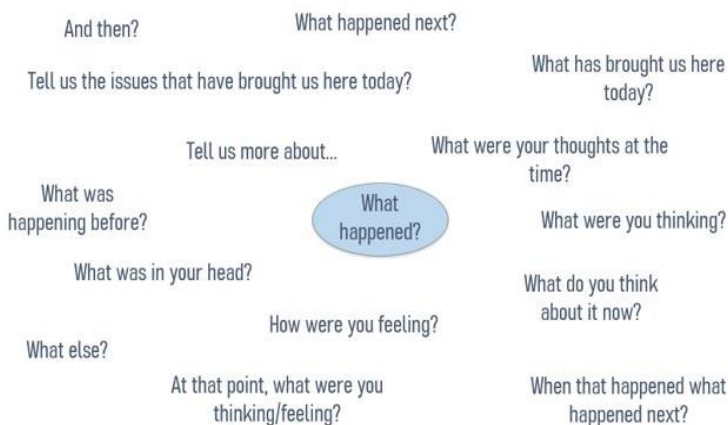 And then?
What happened next?
Tell us the issues that have brought us here today?
What has brought us here
today?
Tell us more about...
What were your thoughts at the
time?
What was
happening before?
What
happened?
What were you thinking?
What was in your head?
What do you think
about it now?
How were you feeling?
What else?
At that point, what were you
thinking/feeling?
When that happened what
happened next?